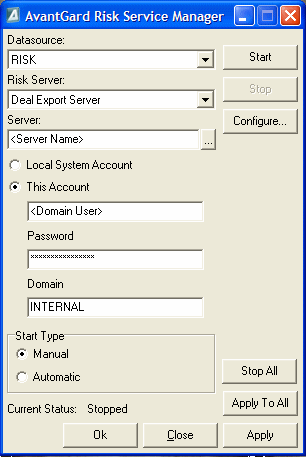 AvantGard Risk Service Manager
Datasource:
RISK
Start
Risk Server:
Stop
Deal Export Server
Server:
Configure...
<Server Name>
...
Local System Account
This Account
<Domain User>
Password
×××××××××××××××
Domain
INTERNAL
Start Type
Manual
Automatic
Stop All
Apply To All
Current Status: Stopped
Ok
Close
Apply